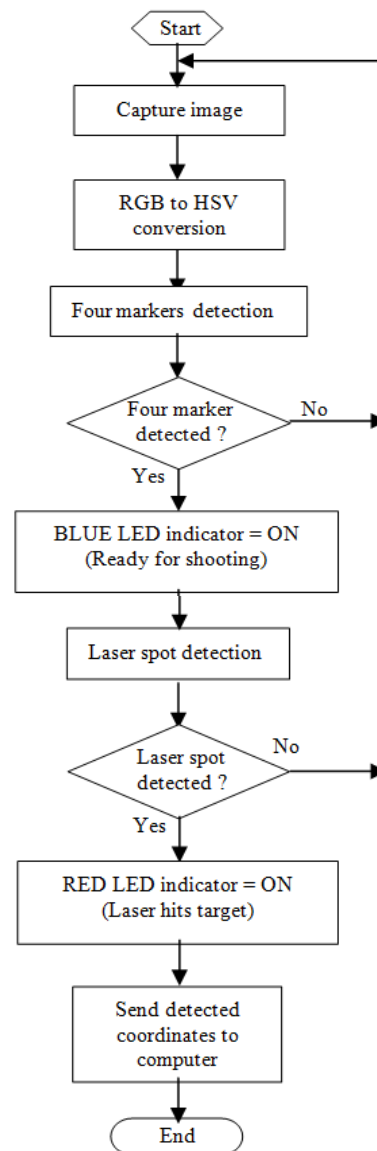 Start
Capture image
RGB to HSV
conversion
Four markers detection
Four marker
detected ?
No
Yes
BLUE LED indicator = ON
(Ready for shooting)
Laser spot detection
Laser spot
detected ?
No
Yes
RED LED indicator = ON
(Laser hits target)
Send detected
coordinates to
computer
End